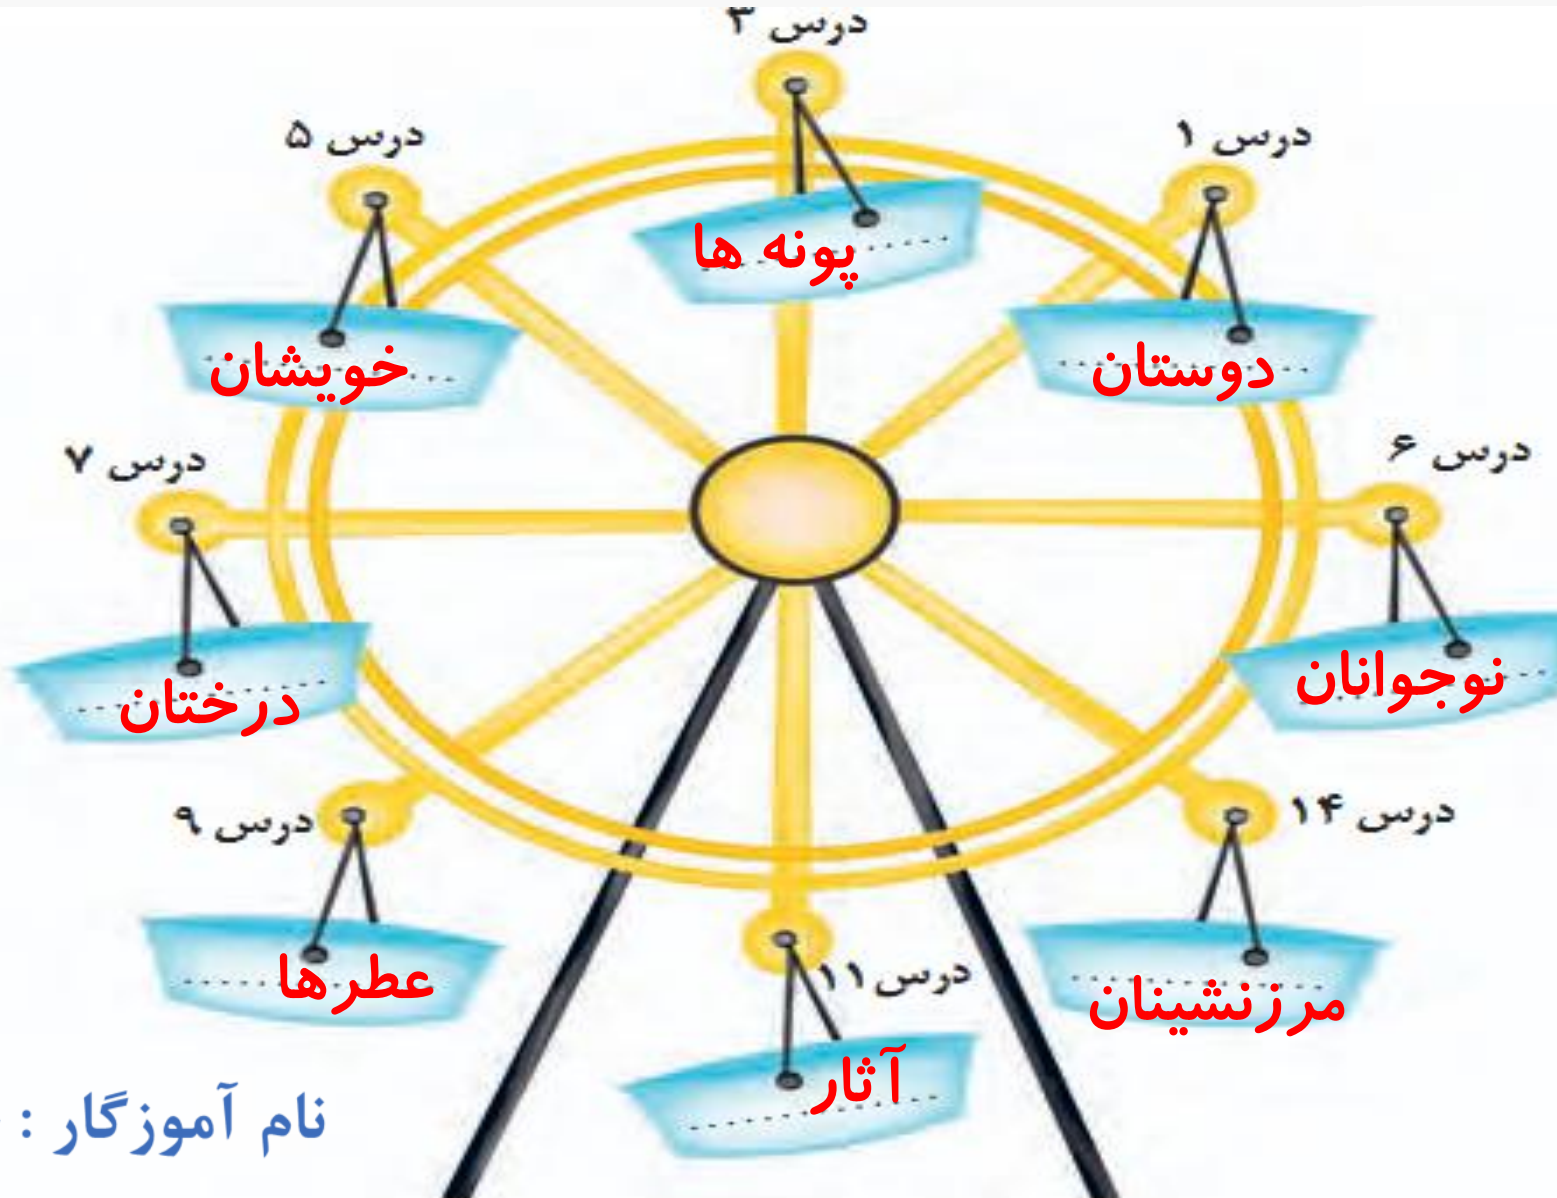 درس ۳
درس ۱
درس ۵
پونه ها
دوستان
خویشان
درس ۶
درس ۷
نوجوانان
درختان
درس ۱۴
درس ۹
عطرها
درس ۱۱
مرزنشینان
آثار
نام آموزگار :